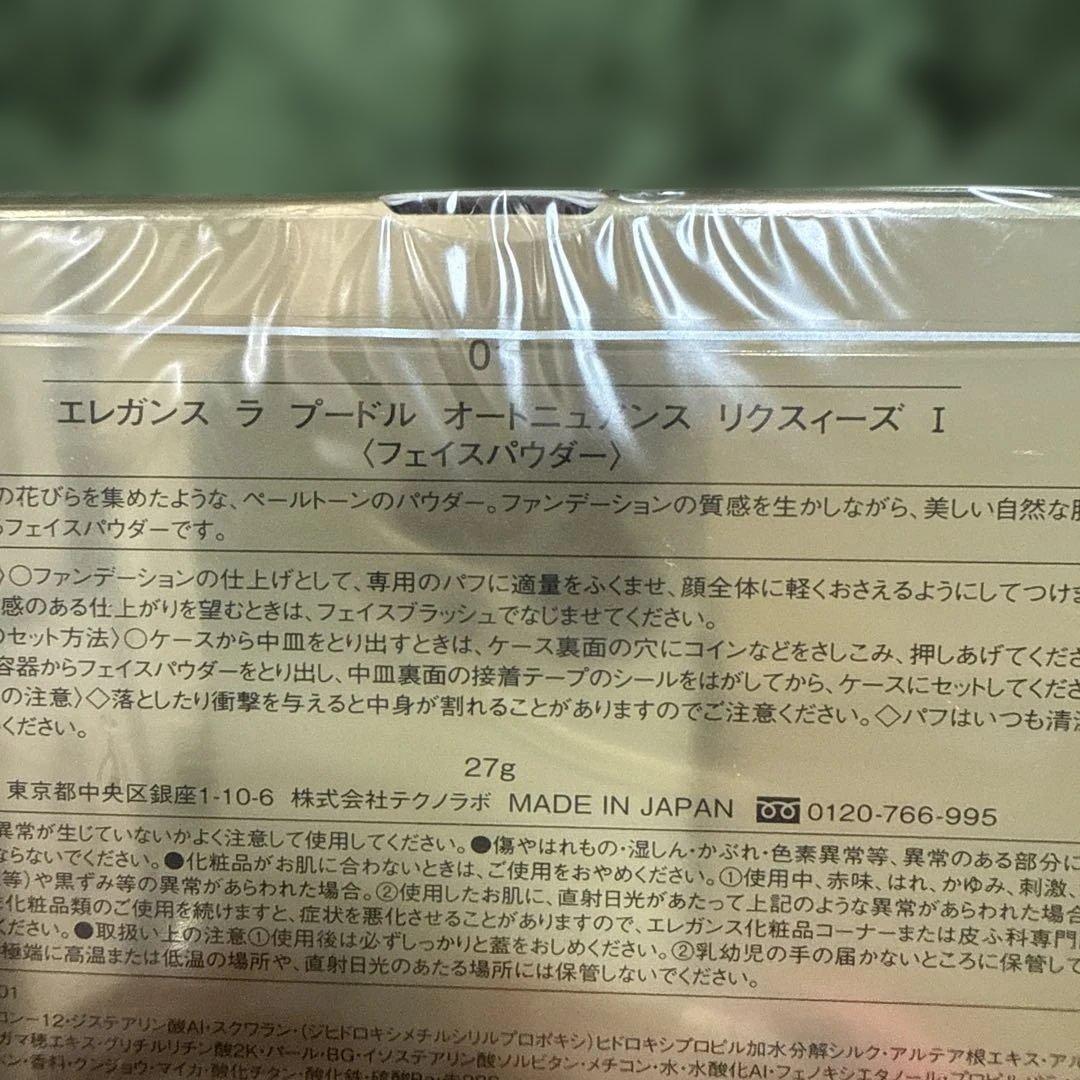 0
エレガンス ラ プードル オートニュアンス リクスィーズ I
〈フェイスパウダー〉
の花びらを集めたような、ペールトーンのパウダー。ファンデーションの質感を生かしながら、美しい自然な肌
フェイスパウダーです。
〉○ファンデーションの仕上げとして、専用のパフに適量をふくませ、顔全体に軽くおさえるようにしてつけま
感のある仕上がりを望むときは、フェイスブラッシュでなじませてください。
のセット方法〉○ケースから中皿をとり出すときは、ケース裏面の穴にコインなどをさしこみ、押しあげてくださ
容器からフェイスパウダーをとり出し、中皿裏面の接着テープのシールをはがしてから、ケースにセットしてくださ
の注意〉◇落としたり衝撃を与えると中身が割れることがありますのでご注意ください。◇パフはいつも清潔
ください。
27g
東京都中央区銀座1-10-6 株式会社テクノラボ MADE IN JAPAN 0120-766-995
異常が生じていないかよく注意して使用してください。●傷やはれもの・湿しん・かぶれ・色素異常等、異常のある部分に
ならないでください。●化粧品がお肌に合わないときは、ご使用をおやめください。①使用中、赤味、はれ、かゆみ、刺激、
等)や黒ずみ等の異常があらわれた場合。②使用したお肌に、直射日光があたって上記のような異常があらわれた場合
化粧品類のご使用を続けますと、症状を悪化させることがありますので、エレガンス化粧品コーナーまたは皮ふ科専門
ください。●取扱い上の注意①使用後は必ずしっかりと蓋をおしめください。②乳幼児の手の届かないところに保管して
極端に高温または低温の場所や、直射日光のあたる場所には保管しないでください。
01
コン-12・ジステアリン酸Al・スクワラン・(ジヒドロキシメチルシリルプロポキシ)ヒドロキシプロピル加水分解シルク・アルテア根エキス・アル
ガマ穂エキス・グリチルリチン酸2K・パール・BG・イソステアリン酸ソルビタン・メチコン・水・水酸化Al・フェノキシエタノール・プロピル
ベン・香料・クンジョウ・マイカ・酸化チタン・酸化鉄・硫酸Ba・